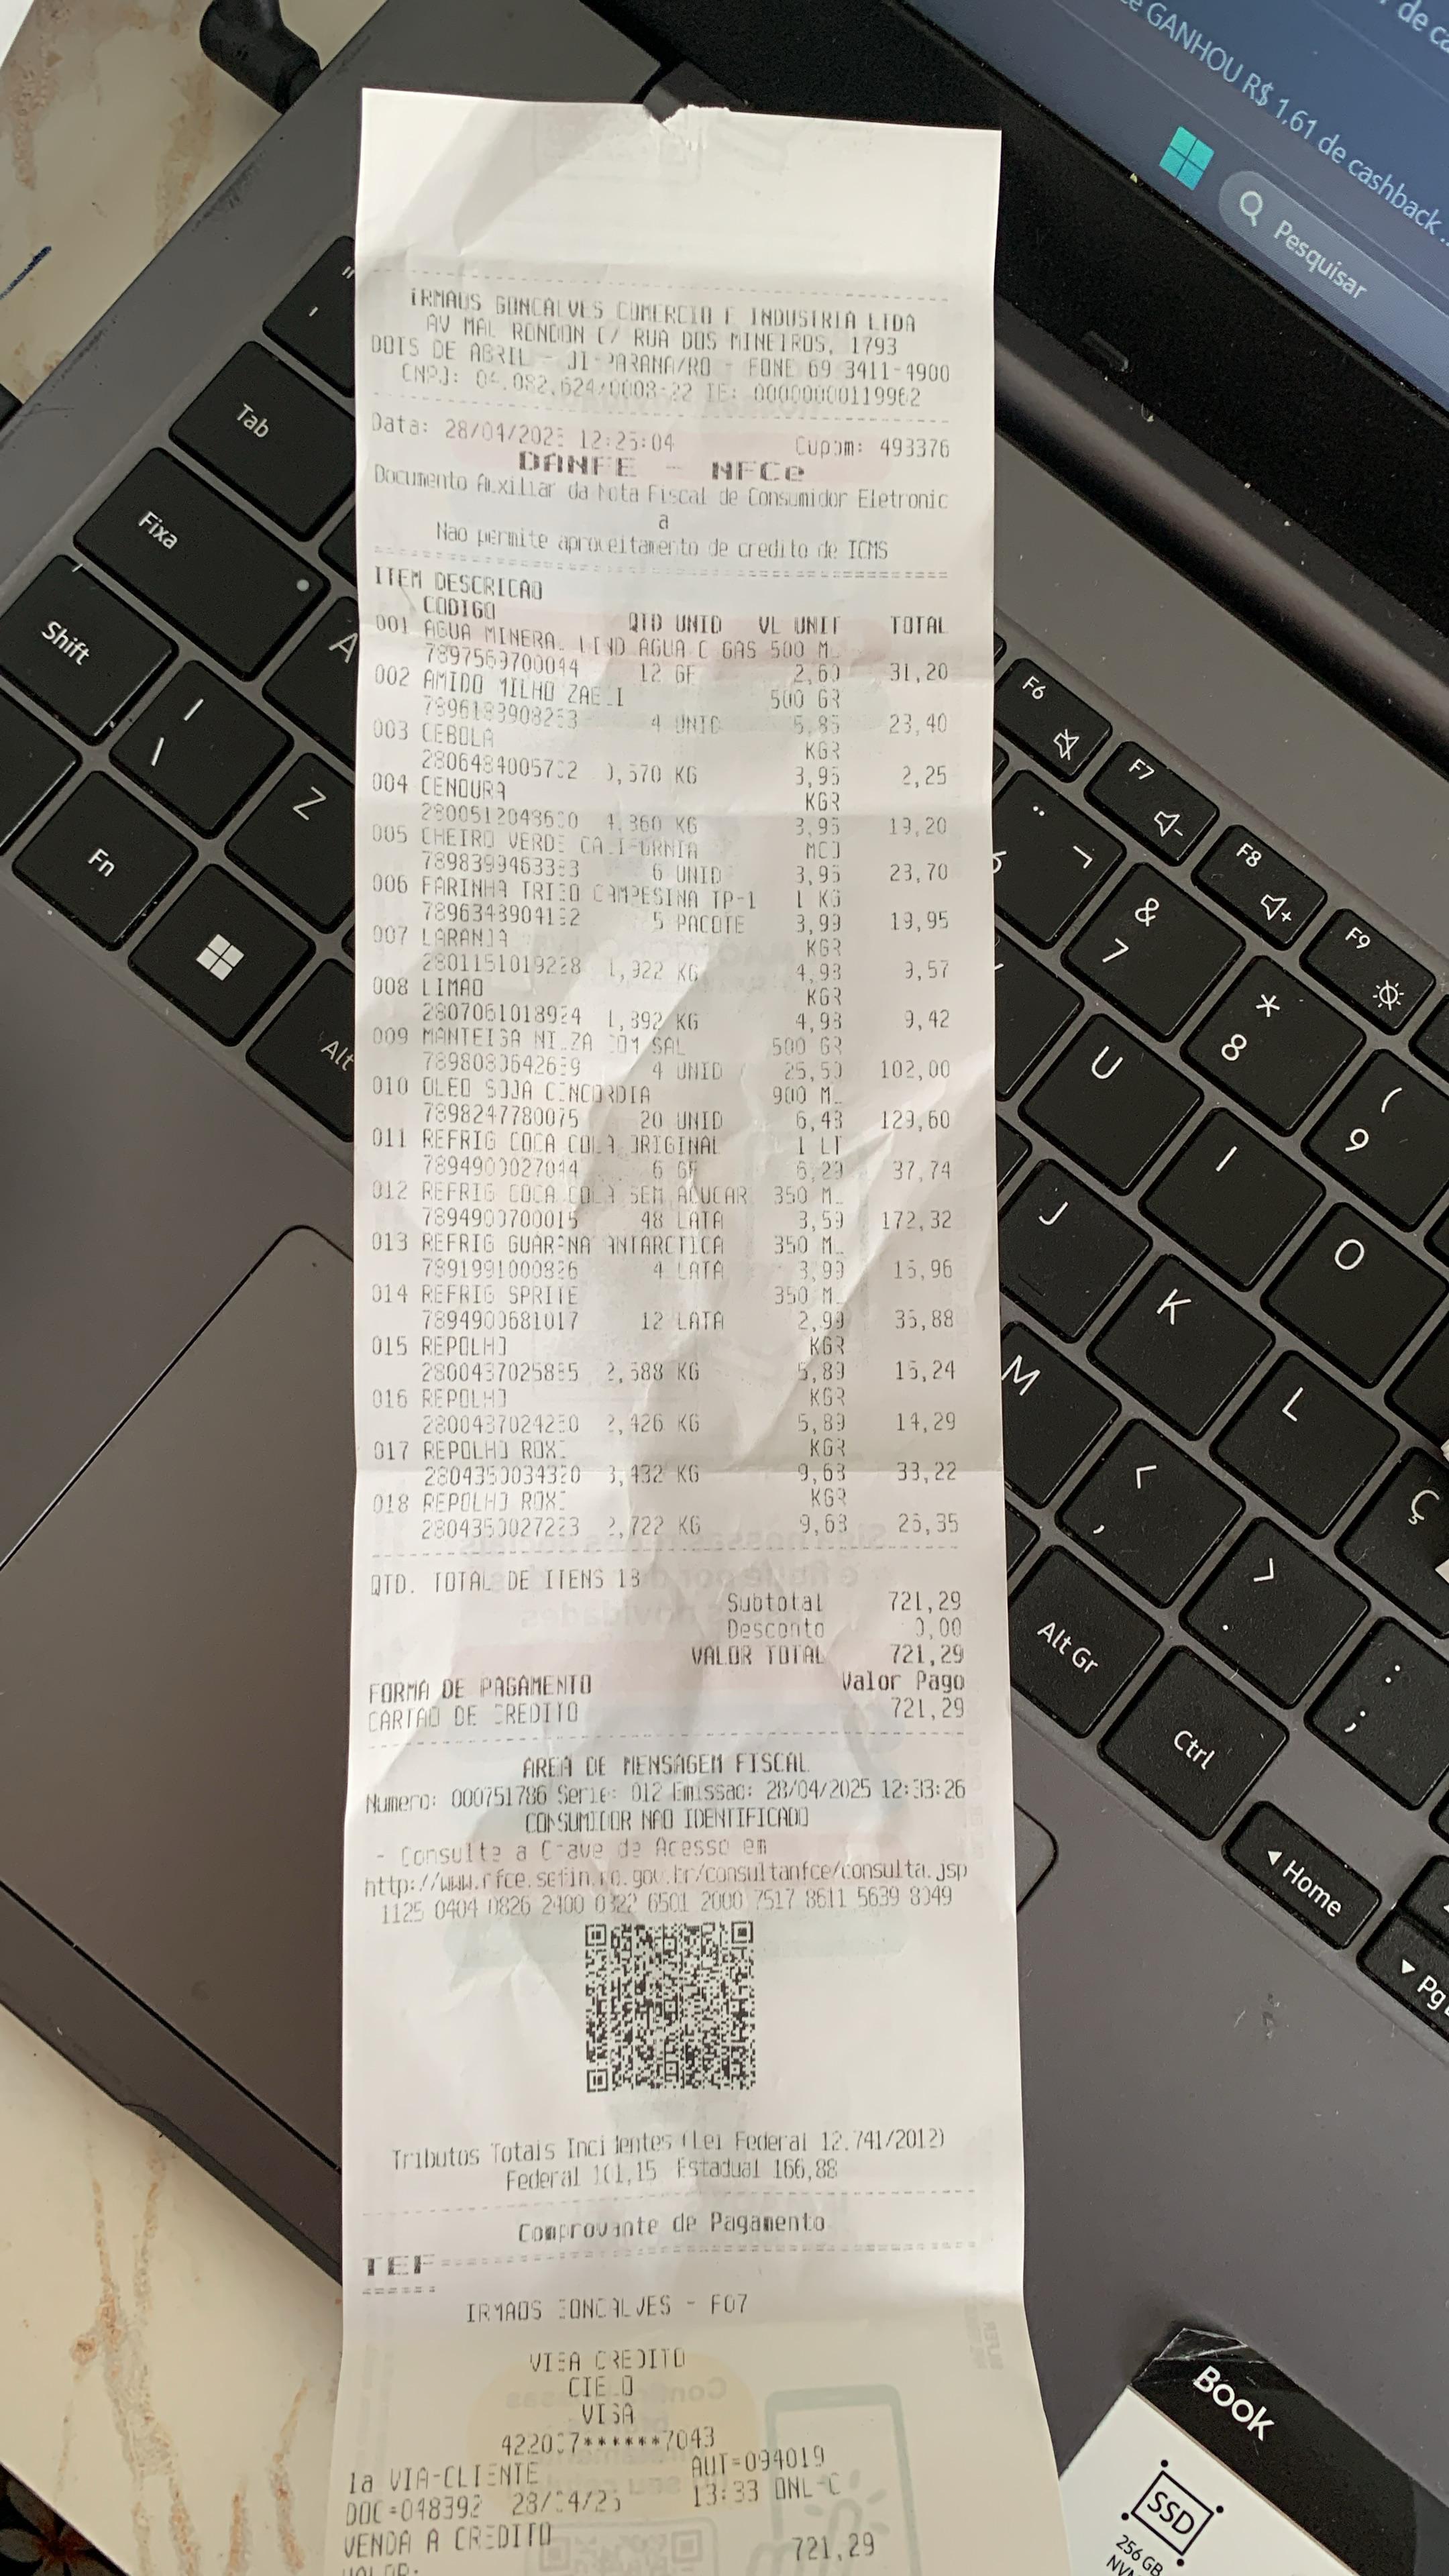 IRMAOS GONCALVES COMERCIO E INDUSTRIA LTDA
AV MAL RONDON C/ RUA DOS MINEIROS, 1793
DOIS DE ABRIL - JI-PARANA/RO - FONE 69 3411-4900
CNPJ: 04.082.624/0008-22 IE: 00000000119962
Data: 28/04/2025 12:25:04 Cupom: 493376
DANFE - NFCe
Documento Auxiliar da Nota Fiscal de Consumidor Eletronic
a
Nao permite aproveitamento de credito de ICMS
ITEM DESCRICAO
CODIGO QTD UNID VL UNIT TOTAL
001 AGUA MINERAL LIND AGUA C GAS 500 ML
7897569700044 12 GF 2,60 31,20
002 AMIDO MILHO ZAELI 500 GR
4 UNID 5,85 23,40
003 CEBOLA KGR
2806484005702 0,570 KG 3,95 2,25
004 CENOURA KGR
2800512048600 4,860 KG 3,95 19,20
005 CHEIRO VERDE CALIFORNIA MCO
6 UNID 3,95 23,70
006 FARINHA TRIGO CAMPESINA TP-1 1 KG
5 PACOTE 3,99 19,95
007 LARANJA KGR
2801151019228 1,922 KG 4,98 9,57
008 LIMAO KGR
2807061018924 1,892 KG 4,98 9,42
009 MANTEIGA NILZA COM SAL 500 GR
4 UNID 25,50 102,00
010 OLEO SOJA CONCORDIA 900 ML
7898247780075 20 UNID 6,48 129,60
011 REFRIG COCA COLA ORIGINAL 1 LT
7894900027044 6 GF 6,29 37,74
012 REFRIG COCA COLA SEM ACUCAR 350 ML
7894900700015 48 LATA 3,59 172,32
013 REFRIG GUARANA ANTARCTICA 350 ML
7891991000826 4 LATA 3,99 15,96
014 REFRIG SPRITE 350 ML
7894900681017 12 LATA 2,99 35,88
015 REPOLHO KGR
2800437025885 2,588 KG 5,89 15,24
016 REPOLHO KGR
2800437024260 2,426 KG 5,89 14,29
017 REPOLHO ROXO KGR
2804350034320 3,432 KG 9,68 33,22
018 REPOLHO ROXO KGR
2804350027223 2,722 KG 9,68 26,35
QTD. TOTAL DE ITENS 18
Subtotal 721,29
Desconto 0,00
VALOR TOTAL 721,29
FORMA DE PAGAMENTO Valor Pago
CARTAO DE CREDITO 721,29
AREA DE MENSAGEM FISCAL
Numero: 000751786 Serie: 012 Emissao: 28/04/2025 12:33:26
CONSUMIDOR NAO IDENTIFICADO
- Consulte a Chave de Acesso em
http://www.nfce.sefin.ro.gov.br/consultanfce/consulta.jsp
1125 0404 0826 2400 0822 6501 2000 7517 8611 5639 8049
Tributos Totais Incidentes (Lei Federal 12.741/2012)
Federal 101,15 Estadual 166,88
Comprovante de Pagamento
TEF
IRMAOS GONCALVES - F07
VISA CREDITO
CIELO
VISA
******7043
1a VIA-CLIENTE AUT=094019
DOC=048392 28/04/25 13:33 ONL-C
VENDA A CREDITO
VALOR: 721,29
e GANHOU R$ 1,61 de cashback...
de ca
Pesquisar
Tab
Fixa
Shift
Fn
Alt
A
Z
F6
F7
F8
F9
&
7
*
8
(
9
U
I
O
J
K
L
M
Ç
Alt Gr
Ctrl
Home
Pg
Book
SSD
256 GB